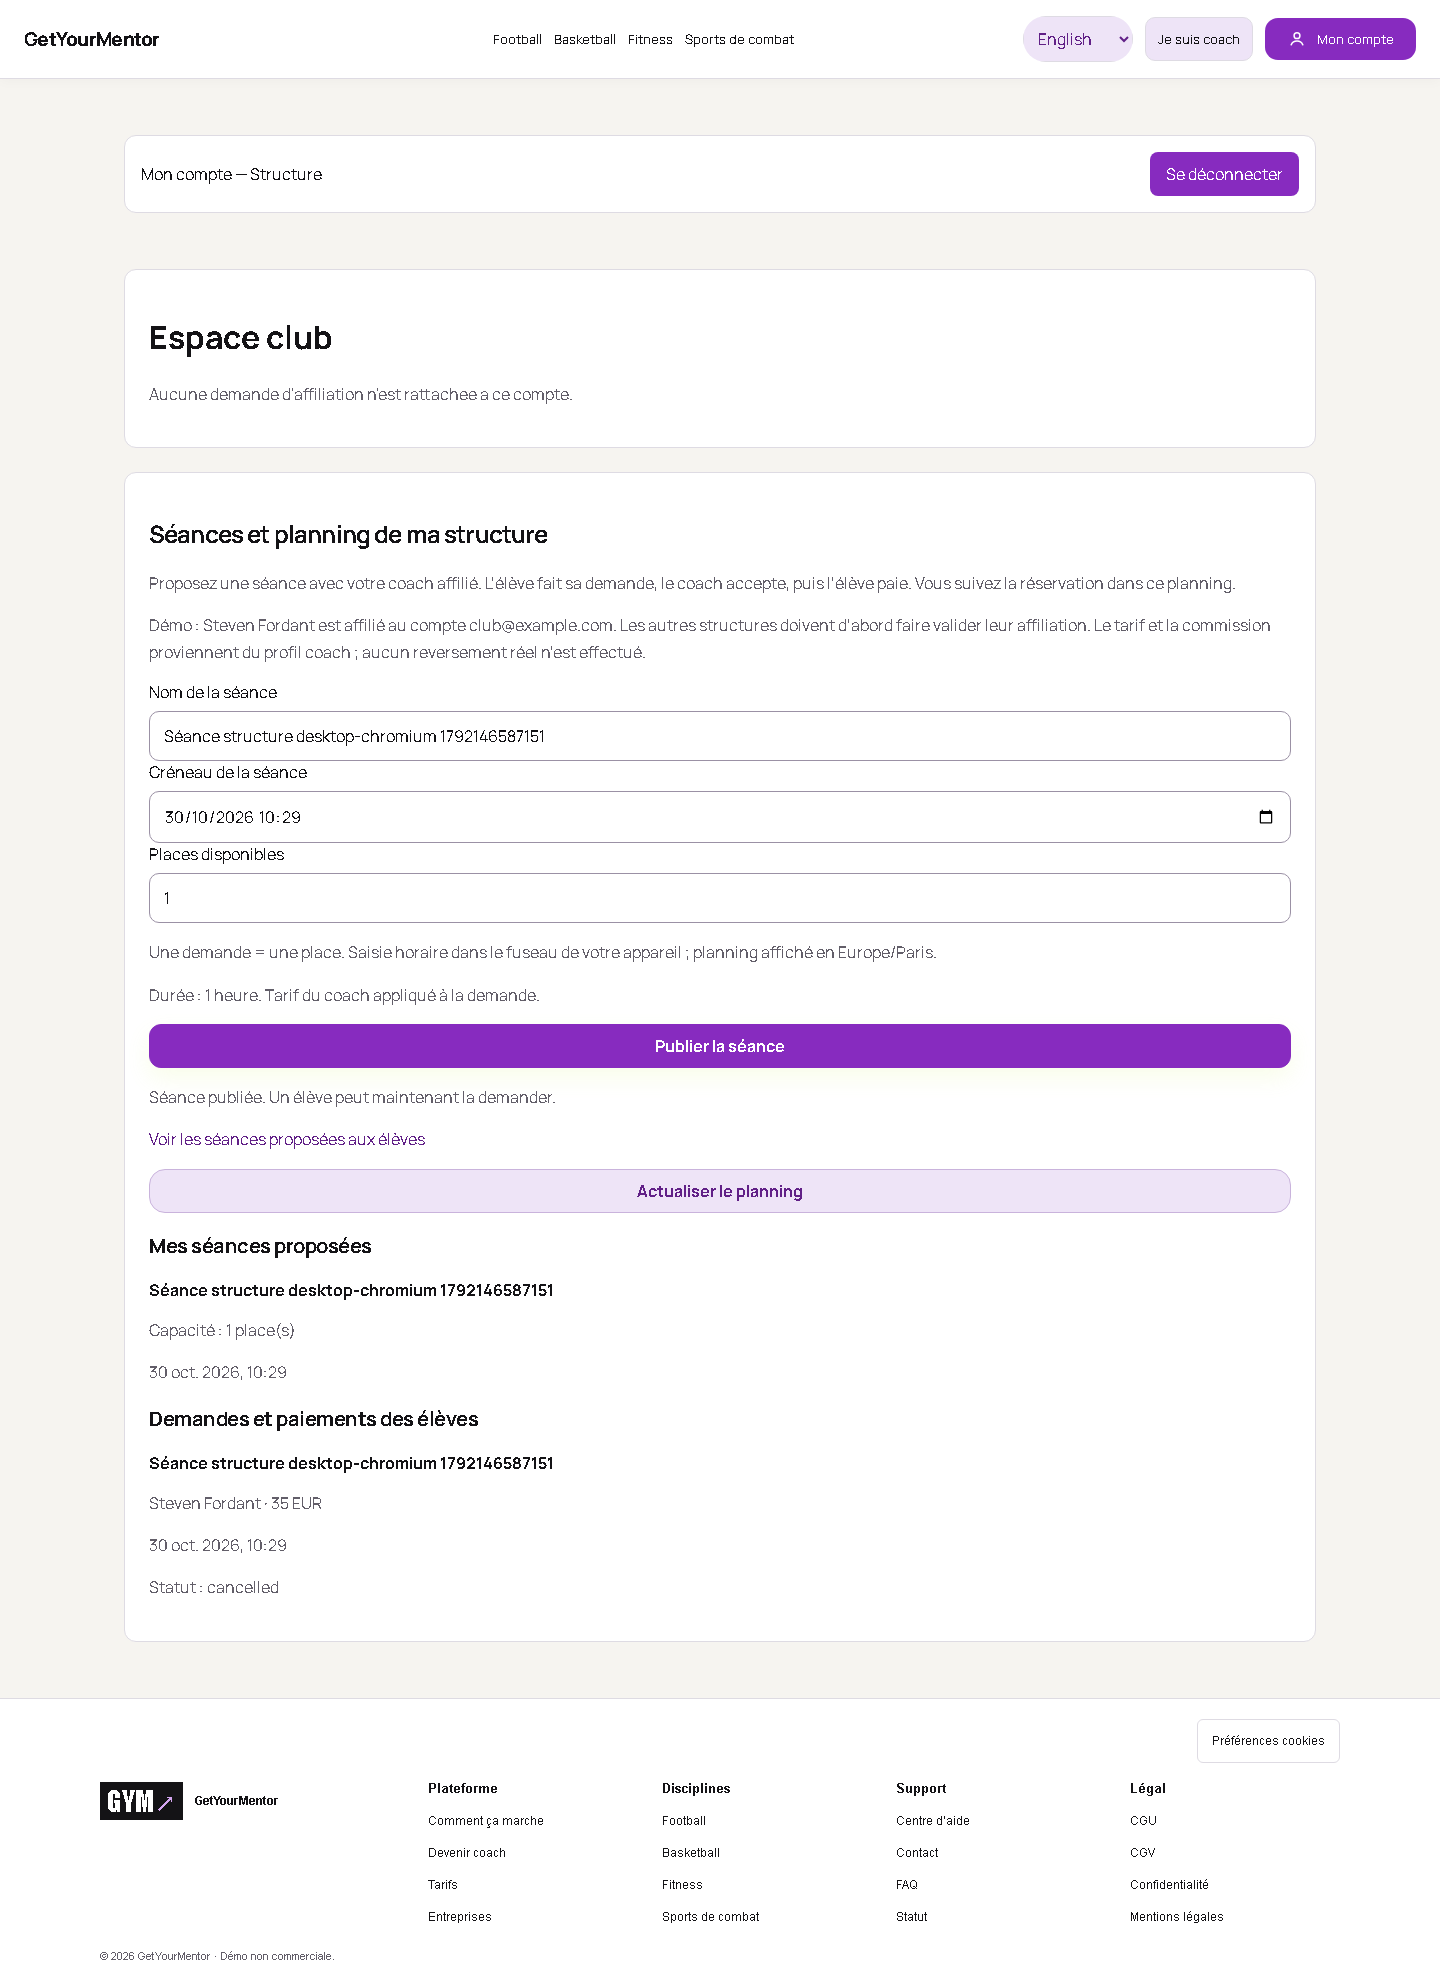 GetYourMentor
Football Basketball Fitness Sports de combat
English
Je suis coach
Mon compte
Mon compte — Structure
Se déconnecter
Espace club
Aucune demande d'affiliation n'est rattachee a ce compte.
Séances et planning de ma structure
Proposez une séance avec votre coach affilié. L'élève fait sa demande, le coach accepte, puis l'élève paie. Vous suivez la réservation dans ce planning.
Démo : Steven Fordant est affilié au compte club@example.com. Les autres structures doivent d'abord faire valider leur affiliation. Le tarif et la commission
proviennent du profil coach ; aucun reversement réel n'est effectué.
Nom de la séance
Séance structure desktop-chromium 1792146587151
Créneau de la séance
30/10/2026 10:29
Places disponibles
1
Une demande = une place. Saisie horaire dans le fuseau de votre appareil ; planning affiché en Europe/Paris.
Durée : 1 heure. Tarif du coach appliqué à la demande.
Publier la séance
Séance publiée. Un élève peut maintenant la demander.
Voir les séances proposées aux élèves
Actualiser le planning
Mes séances proposées
Séance structure desktop-chromium 1792146587151
Capacité : 1 place(s)
30 oct. 2026, 10:29
Demandes et paiements des élèves
Séance structure desktop-chromium 1792146587151
Steven Fordant · 35 EUR
30 oct. 2026, 10:29
Statut : cancelled
Préférences cookies
GYM
GetYourMentor
Plateforme
Comment ça marche
Devenir coach
Tarifs
Entreprises
Disciplines
Football
Basketball
Fitness
Sports de combat
Support
Centre d'aide
Contact
FAQ
Statut
Légal
CGU
CGV
Confidentialité
Mentions légales
© 2026 GetYourMentor · Démo non commerciale.